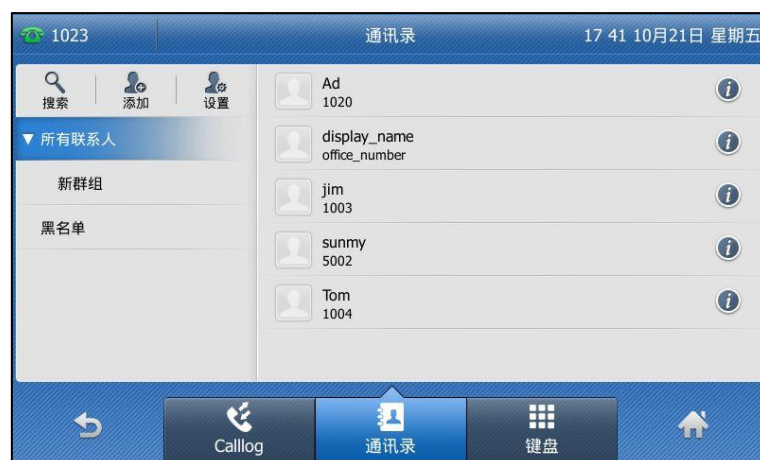 1023
通讯录
17 41 10月21日 星期五
搜索
添加
设置
所有联系人
新群组
黑名单
Ad
1020
display_name
office_number
jim
1003
sunmy
5002
Tom
1004
Calllog
通讯录
键盘